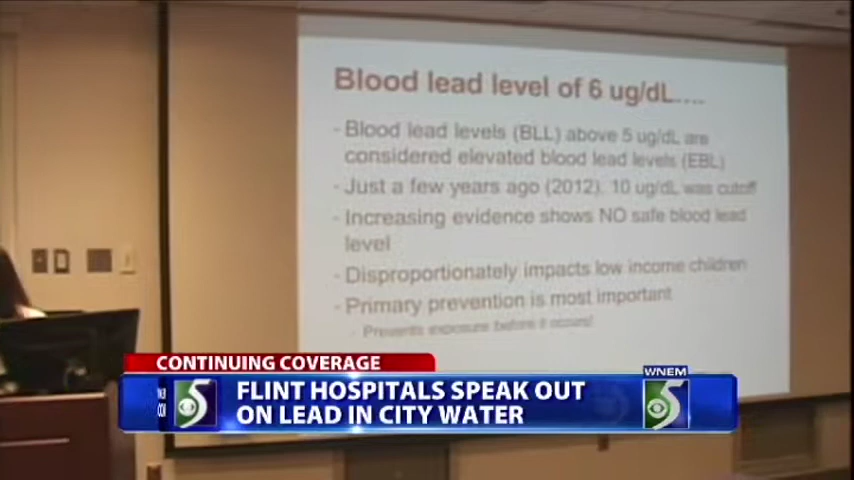 Blood lead level of 6 ug/dL....
- Blood lead levels (BLL) above 5 ug/dL are
considered elevated blood lead levels (EBL)
- Just a few years ago (2012), 10 ug/dL was cutoff
- Increasing evidence shows NO safe blood lead
level
- Disproportionately impacts low income children
- Primary prevention is most important
- Prevents exposure before it occurs!
CONTINUING COVERAGE
FLINT HOSPITALS SPEAK OUT
ON LEAD IN CITY WATER
5
WNEM
5